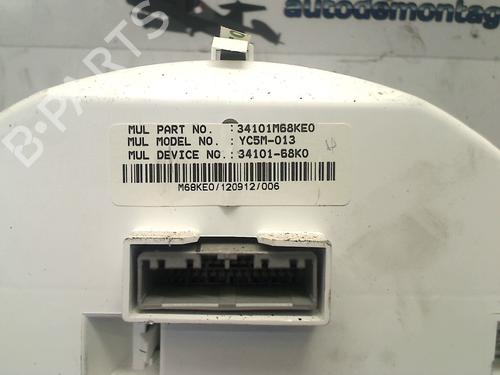 autodemontag
B-PARTS
MUL PART NO. :34101M68KE0
MUL MODEL NO. : YC5M-013
MUL DEVICE NO.: 34101-68K0
M68KE0/120912/006